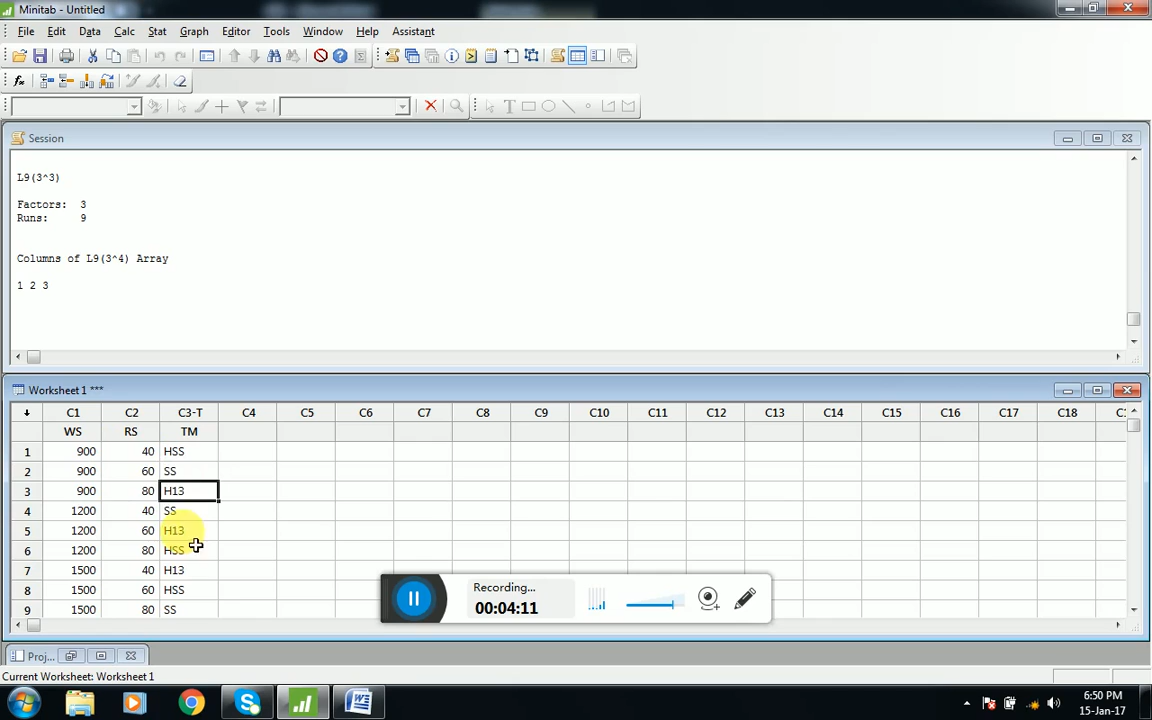 Minitab - Untitled
File Edit Data Calc Stat Graph Editor Tools Window Help Assistant
Session
L9(3^3)
Factors: 3
Runs: 9
Columns of L9(3^4) Array
1 2 3
Worksheet 1 ***
C1 C2 C3-T C4 C5 C6 C7 C8 C9 C10 C11 C12 C13 C14 C15 C16 C17 C18
WS RS TM
1 900 40 HSS
2 900 60 SS
3 900 80 H13
4 1200 40 SS
5 1200 60 H13
6 1200 80 HSS
7 1500 40 H13
8 1500 60 HSS
9 1500 80 SS
Recording...
00:04:11
Proj...
Current Worksheet: Worksheet 1
6:50 PM
15-Jan-17